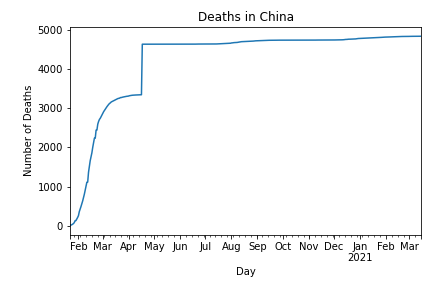 Deaths in China
5000
4000
3000
2000
1000
0
Number of Deaths
Feb Mar Apr May Jun Jul Aug Sep Oct Nov Dec Jan Feb Mar
2021
Day